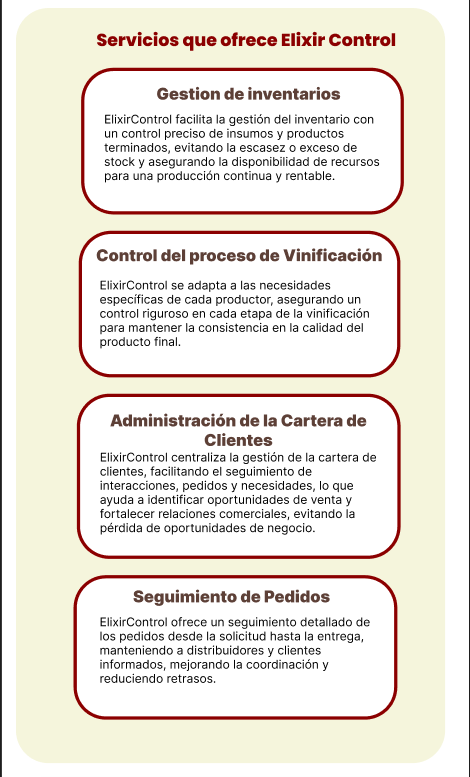 Servicios que ofrece Elixir Control
Gestion de inventarios
ElixirControl facilita la gestión del inventario con
un control preciso de insumos y productos
terminados, evitando la escasez o exceso de
stock y asegurando la disponibilidad de recursos
para una producción continua y rentable.
Control del proceso de Vinificación
ElixirControl se adapta a las necesidades
específicas de cada productor, asegurando un
control riguroso en cada etapa de la vinificación
para mantener la consistencia en la calidad del
producto final.
Administración de la Cartera de
Clientes
ElixirControl centraliza la gestión de la cartera de
clientes, facilitando el seguimiento de
interacciones, pedidos y necesidades, lo que
ayuda a identificar oportunidades de venta y
fortalecer relaciones comerciales, evitando la
pérdida de oportunidades de negocio.
Seguimiento de Pedidos
ElixirControl ofrece un seguimiento detallado de
los pedidos desde la solicitud hasta la entrega,
manteniendo a distribuidores y clientes
informados, mejorando la coordinación y
reduciendo retrasos.